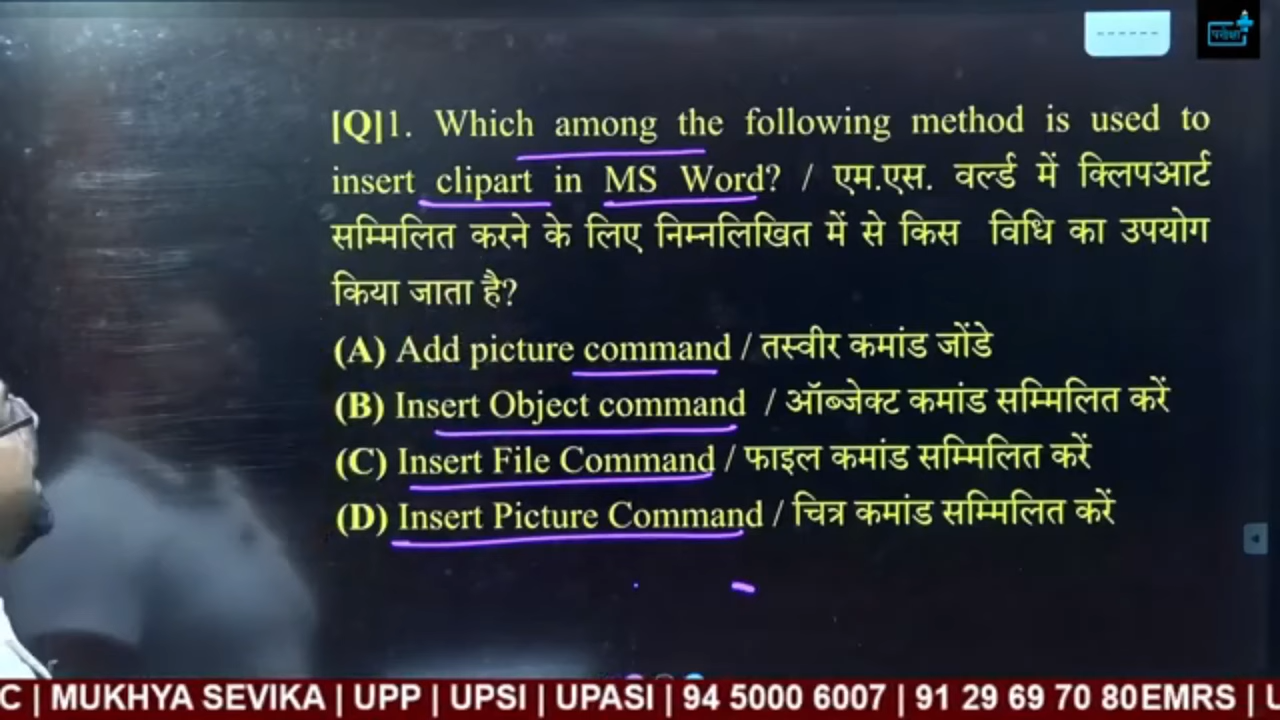 परीक्षा
[Q]1. Which among the following method is used to
insert clipart in MS Word? / एम.एस. वर्ल्ड में क्लिपआर्ट
सम्मिलित करने के लिए निम्नलिखित में से किस विधि का उपयोग
किया जाता है?
(A) Add picture command / तस्वीर कमांड जोंडे
(B) Insert Object command / ऑब्जेक्ट कमांड सम्मिलित करें
(C) Insert File Command / फाइल कमांड सम्मिलित करें
(D) Insert Picture Command / चित्र कमांड सम्मिलित करें
C | MUKHYA SEVIKA | UPP | UPSI | UPASI | 94 5000 6007 | 91 29 69 70 80EMRS | U